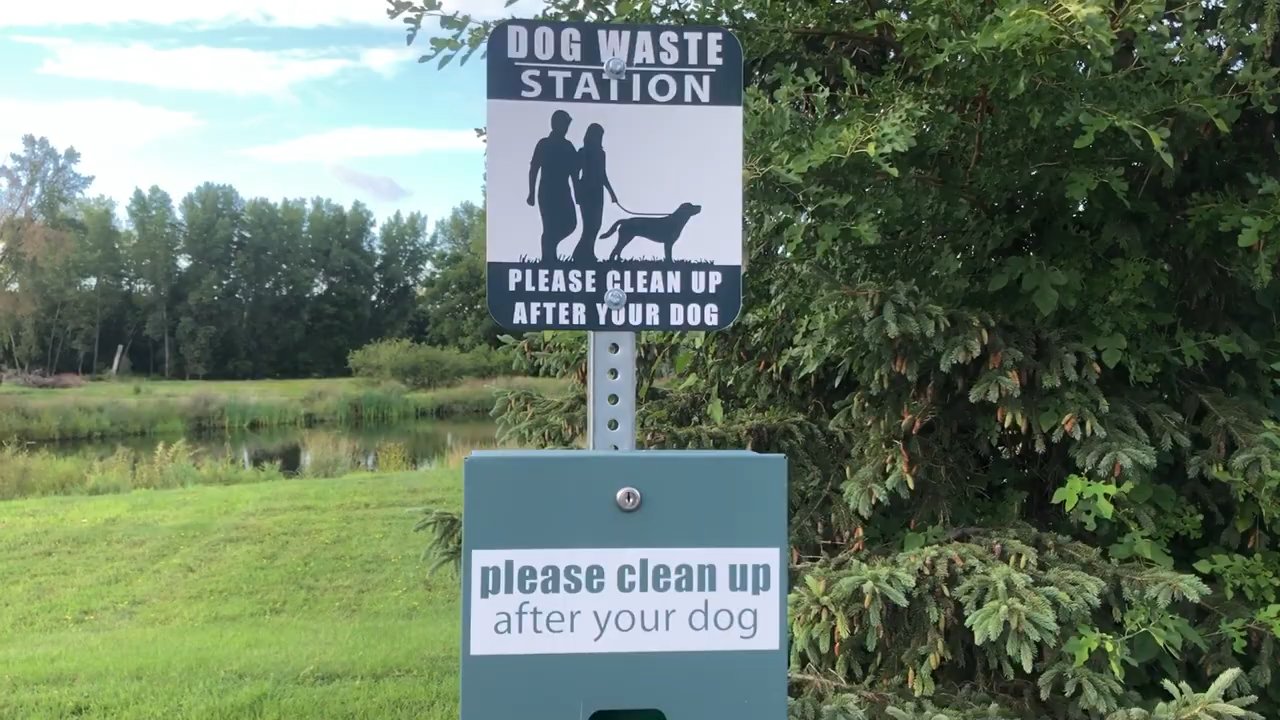 DOG WASTE
STATION
PLEASE CLEAN UP
AFTER YOUR DOG
please clean up
after your dog